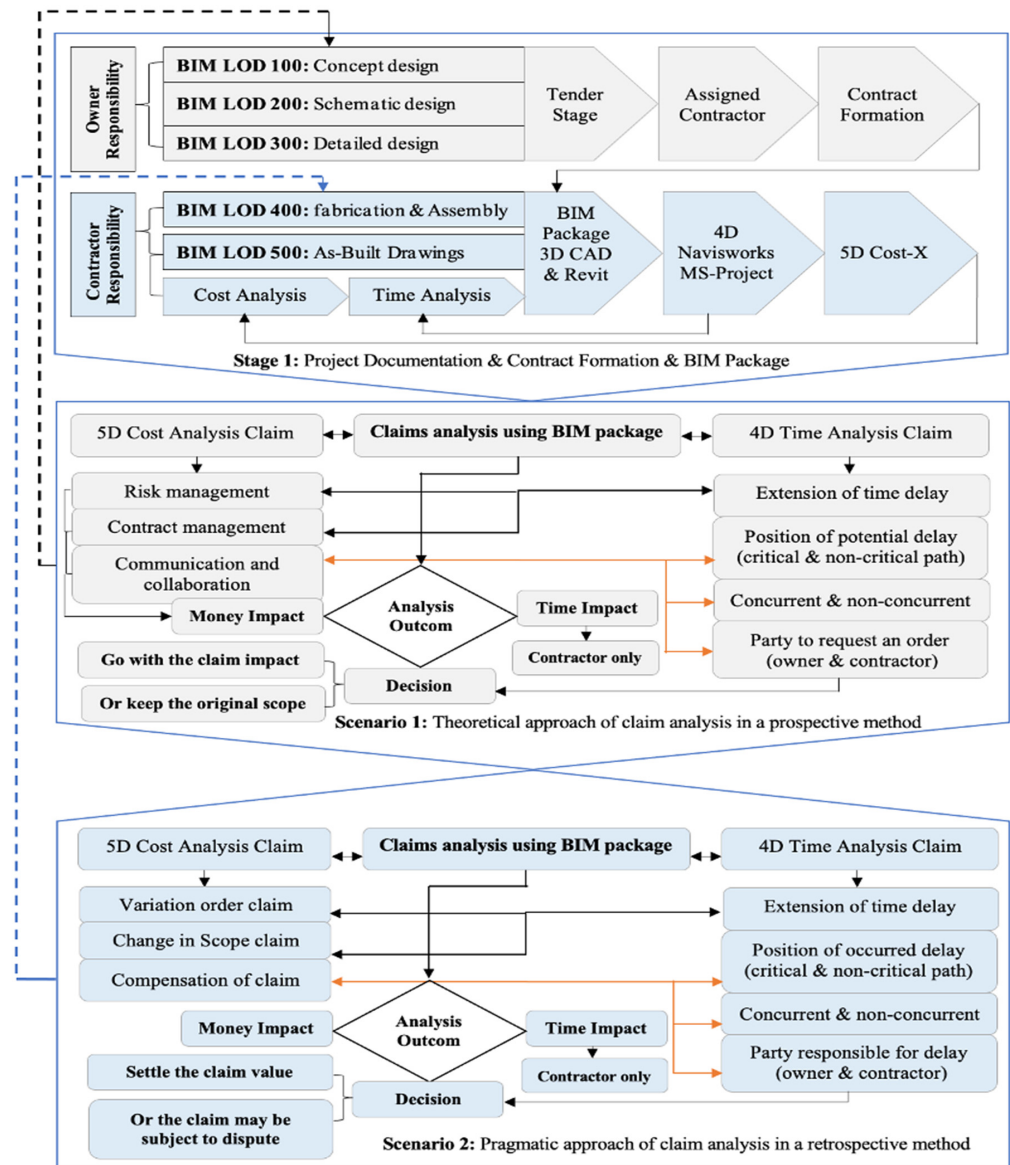 Owner
Responsibility
BIM LOD 100: Concept design
BIM LOD 200: Schematic design
BIM LOD 300: Detailed design
Tender
Stage
Assigned
Contractor
Contract
Formation
Contractor
Responsibility
BIM LOD 400: fabrication & Assembly
BIM LOD 500: As-Built Drawings
Cost Analysis
Time Analysis
BIM
Package
3D CAD
& Revit
4D
Navisworks
MS-Project
5D Cost-X
Stage 1: Project Documentation & Contract Formation & BIM Package
5D Cost Analysis Claim
Claims analysis using BIM package
4D Time Analysis Claim
Risk management
Contract management
Communication and
collaboration
Extension of time delay
Position of potential delay
(critical & non-critical path)
Concurrent & non-concurrent
Party to request an order
(owner & contractor)
Money Impact
Analysis
Outcom
Time Impact
Contractor only
Go with the claim impact
Or keep the original scope
Decision
Scenario 1: Theoretical approach of claim analysis in a prospective method
5D Cost Analysis Claim
Claims analysis using BIM package
4D Time Analysis Claim
Variation order claim
Change in Scope claim
Compensation of claim
Extension of time delay
Position of occurred delay
(critical & non-critical path)
Concurrent & non-concurrent
Party responsible for delay
(owner & contractor)
Money Impact
Analysis
Outcom
Time Impact
Contractor only
Settle the claim value
Or the claim may be
subject to dispute
Decision
Scenario 2: Pragmatic approach of claim analysis in a retrospective method